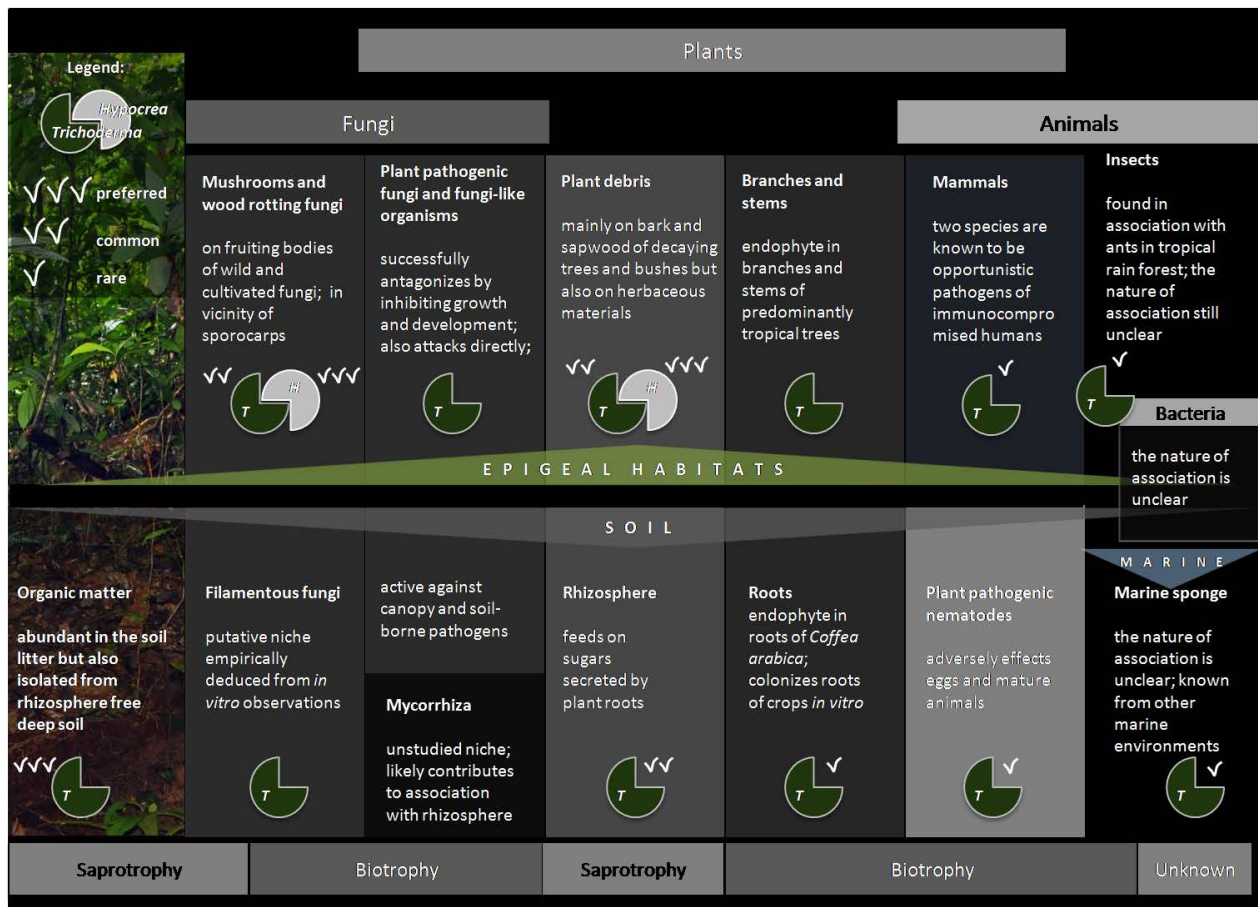 Plants
Legend:
Hypocrea
Trichoderma
√√√ preferred
√√ common
√ rare
Fungi
Animals
Mushrooms and
wood rotting fungi
on fruiting bodies
of wild and
cultivated fungi; in
vicinity of
sporocarps
√√ √√√
T H
Plant pathogenic
fungi and fungi-like
organisms
successfully
antagonizes by
inhibiting growth
and development;
also attacks directly;
T
Plant debris
mainly on bark and
sapwood of decaying
trees and bushes but
also on herbaceous
materials
√√ √√√
T H
Branches and
stems
endophyte in
branches and
stems of
predominantly
tropical trees
T
Mammals
two species are
known to be
opportunistic
pathogens of
immunocompro
mised humans
√
T
Insects
found in
association with
ants in tropical
rain forest; the
nature of
association still
unclear
√
T
Bacteria
the nature of
association is
unclear
EPIGEAL HABITATS
SOIL
MARINE
Organic matter
abundant in the soil
litter but also
isolated from
rhizosphere free
deep soil
√√√
T
Filamentous fungi
putative niche
empirically
deduced from in
vitro observations
T
active against
canopy and soil-
borne pathogens
Mycorrhiza
unstudied niche;
likely contributes
to association
with rhizosphere
Rhizosphere
feeds on
sugars
secreted by
plant roots
√√
T
Roots
endophyte in
roots of Coffea
arabica;
colonizes roots
of crops in vitro
√
T
Plant pathogenic
nematodes
adversely effects
eggs and mature
animals
√
T
Marine sponge
the nature of
association is
unclear; known
from other
marine
environments
√
T
Saprotrophy
Biotrophy
Saprotrophy
Biotrophy
Unknown